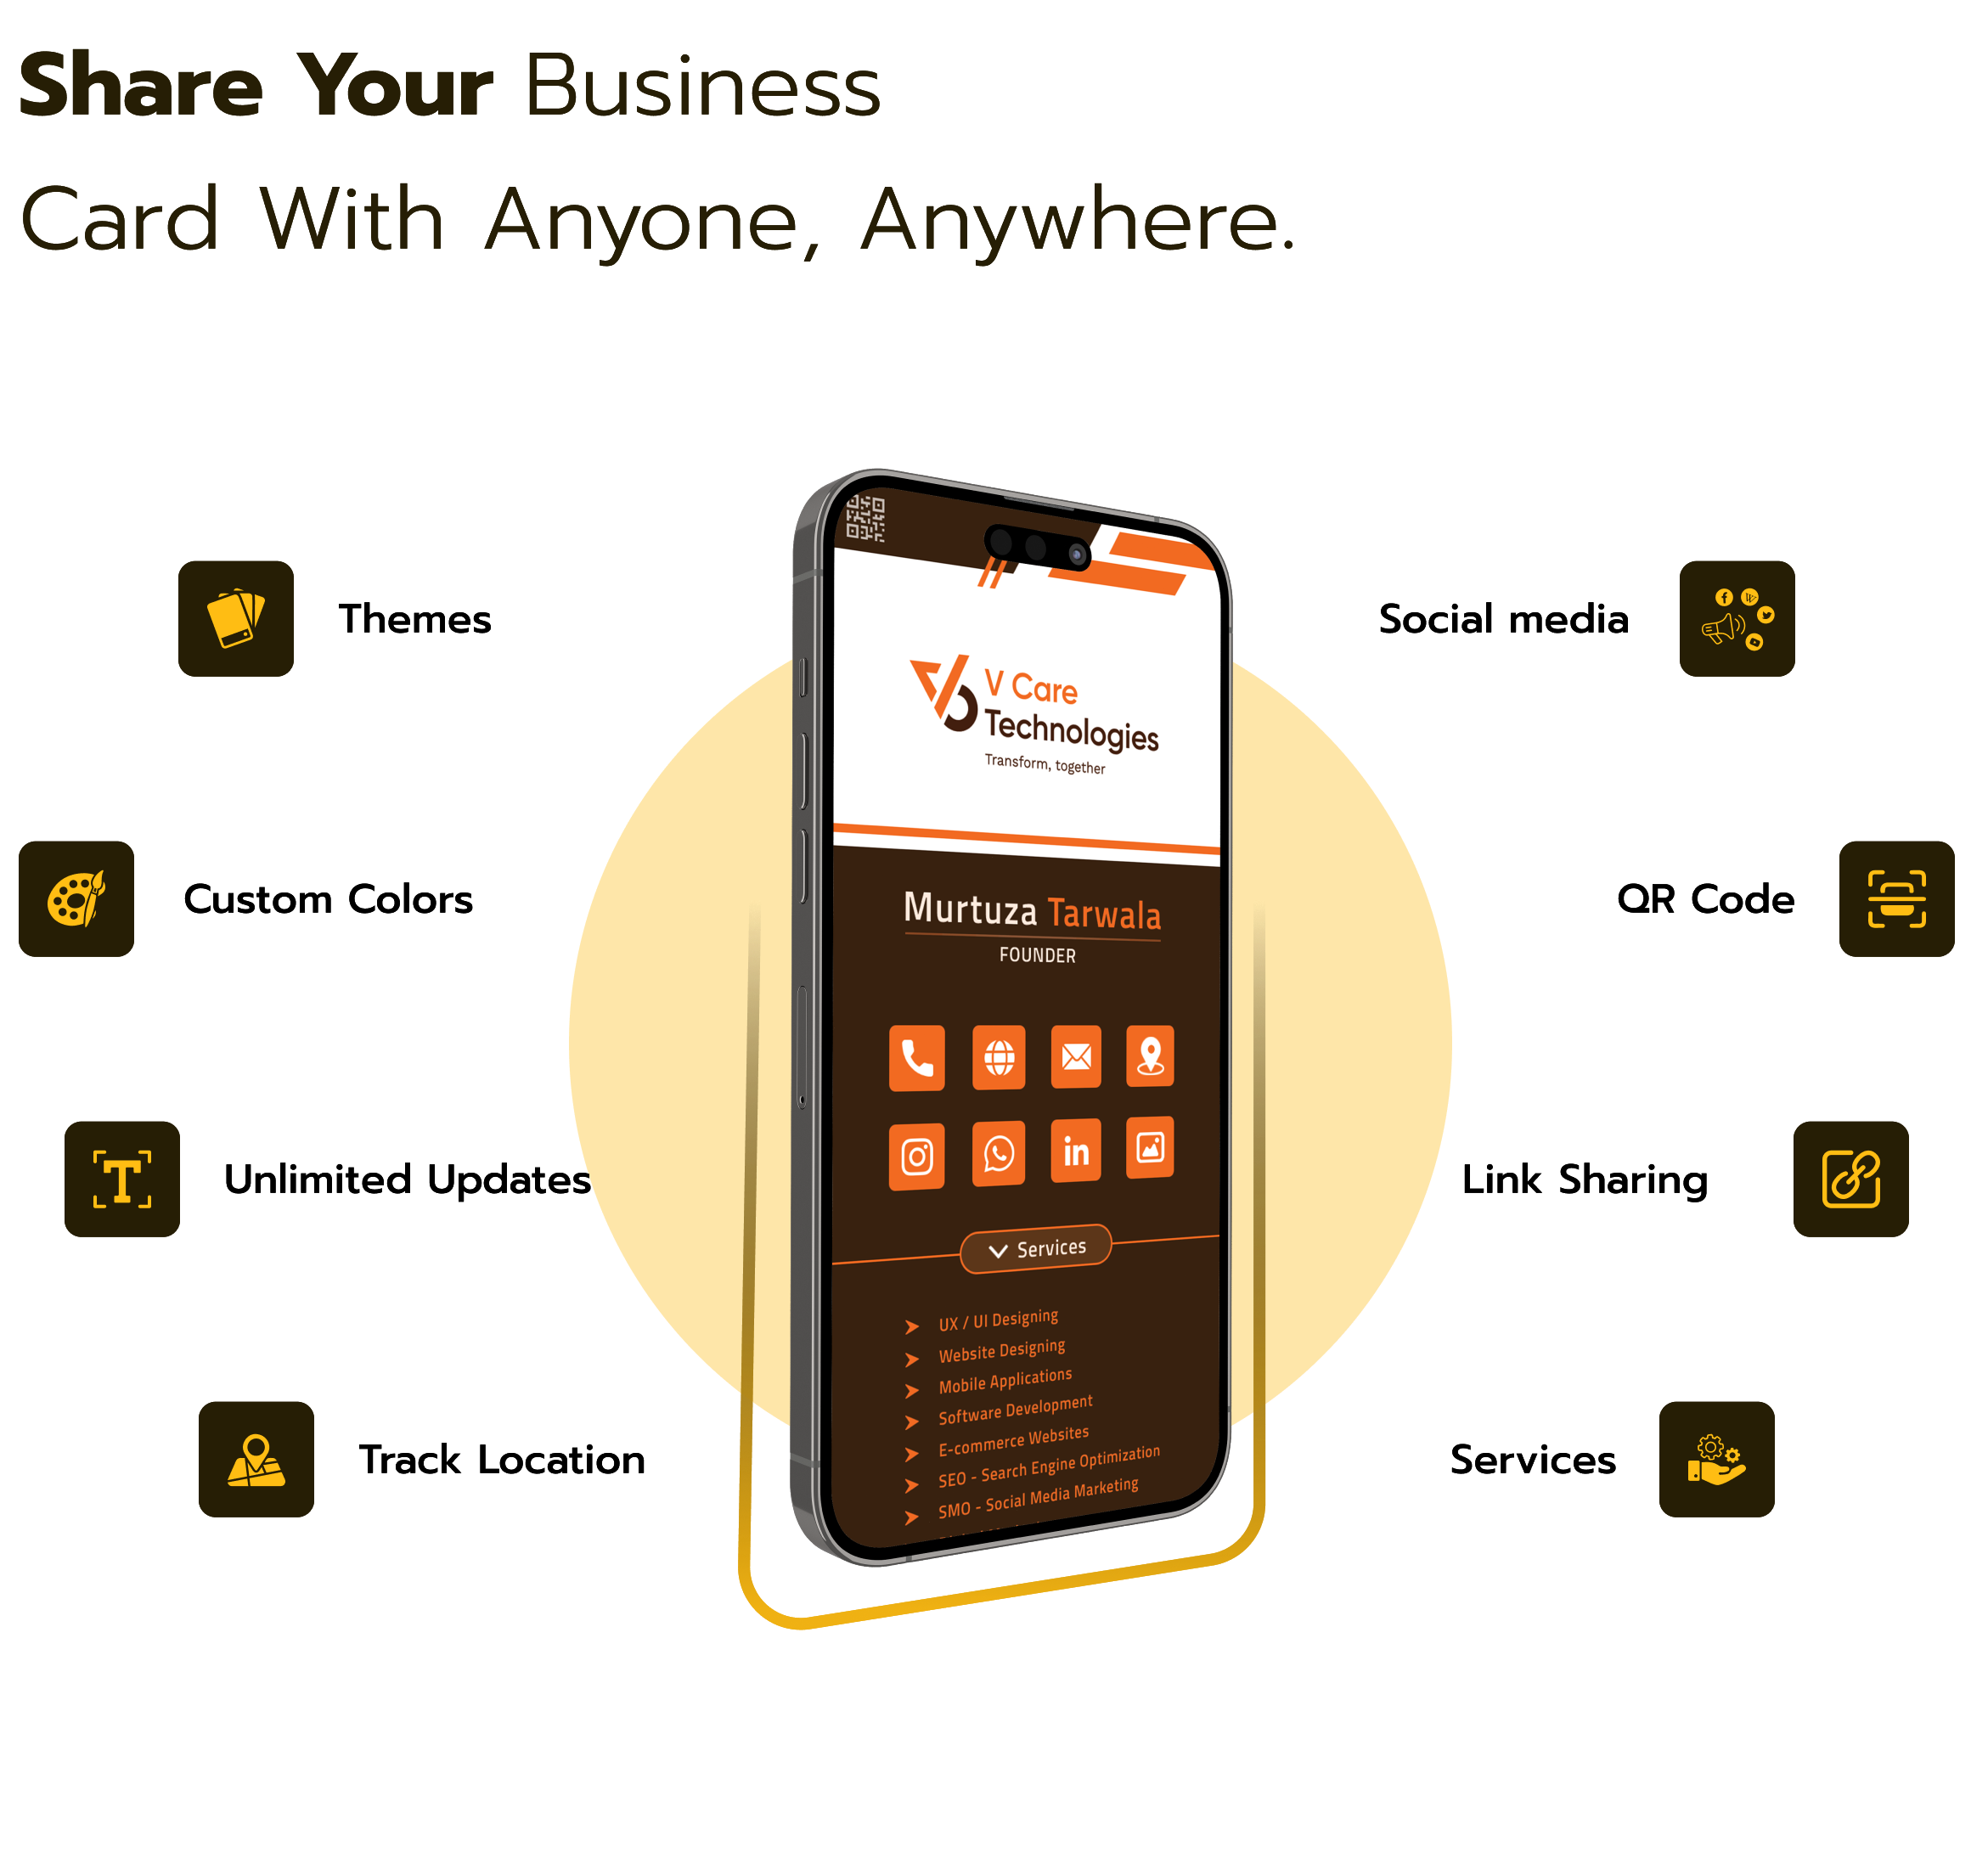 Share Your Business
Card With Anyone, Anywhere.
Themes
Custom Colors
Unlimited Updates
Track Location
V Care
Technologies
Transform, together
Murtuza Tarwala
FOUNDER
in
Services
UX / UI Designing
Website Designing
Mobile Applications
Software Development
E-commerce Websites
SEO - Search Engine Optimization
SMO - Social Media Marketing
Social media
QR Code
Link Sharing
Services